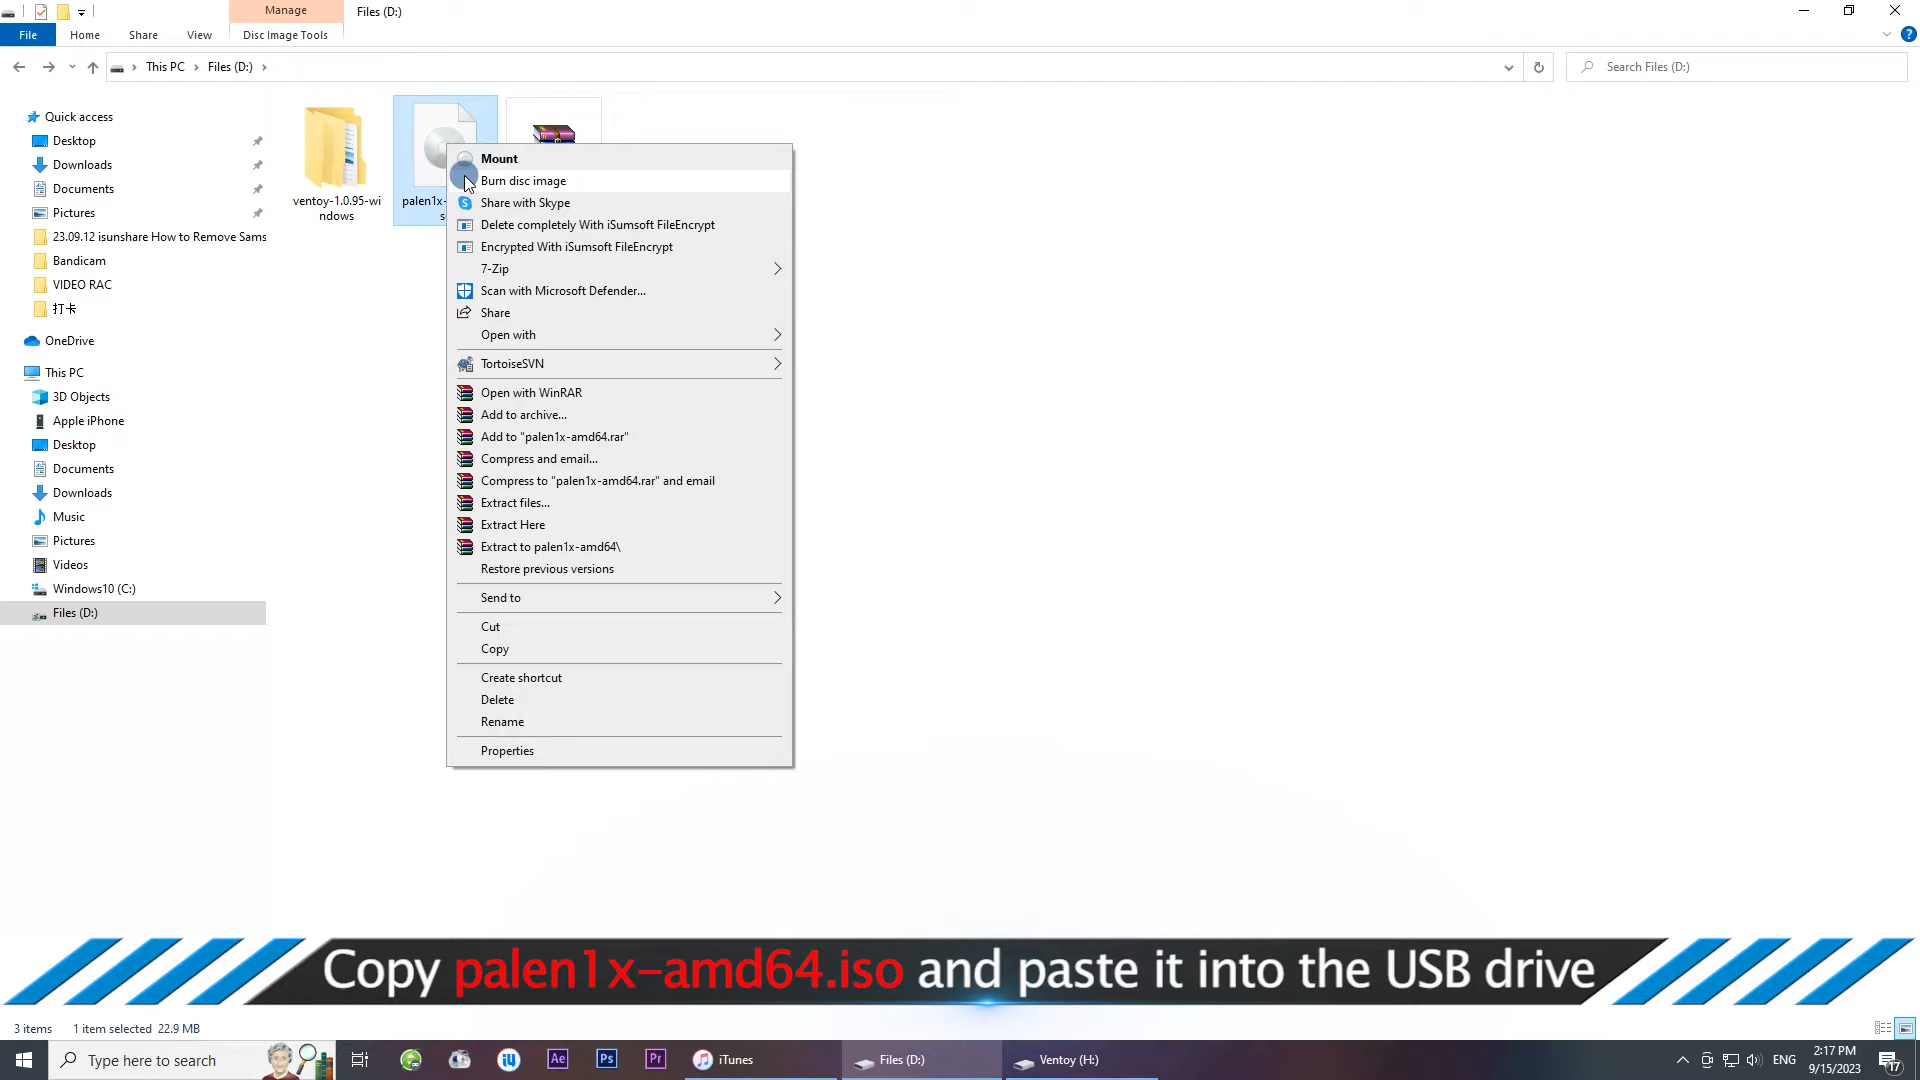 Manage
Files (D:)
File
Home
Share
View
Disc Image Tools
?
This PC
Files (D:)
Search Files (D:)
Quick access
Desktop
Downloads
Documents
Pictures
23.09.12 isunshare How to Remove Sams
Bandicam
VIDEO RAC
打卡
OneDrive
This PC
3D Objects
Apple iPhone
Desktop
Documents
Downloads
Music
Pictures
Videos
Windows10 (C:)
Files (D:)
ventoy-1.0.95-wi
ndows
palen1x-
s
Mount
Burn disc image
Share with Skype
Delete completely With iSumsoft FileEncrypt
Encrypted With iSumsoft FileEncrypt
7-Zip
Scan with Microsoft Defender...
Share
Open with
TortoiseSVN
Open with WinRAR
Add to archive...
Add to "palen1x-amd64.rar"
Compress and email...
Compress to "palen1x-amd64.rar" and email
Extract files...
Extract Here
Extract to palen1x-amd64\
Restore previous versions
Send to
Cut
Copy
Create shortcut
Delete
Rename
Properties
Copy palen1x-amd64.iso and paste it into the USB drive
3 items
1 item selected 22.9 MB
Type here to search
Ae
Ps
Pr
iTunes
Files (D:)
Ventoy (H:)
ENG
2:17 PM
9/15/2023
17